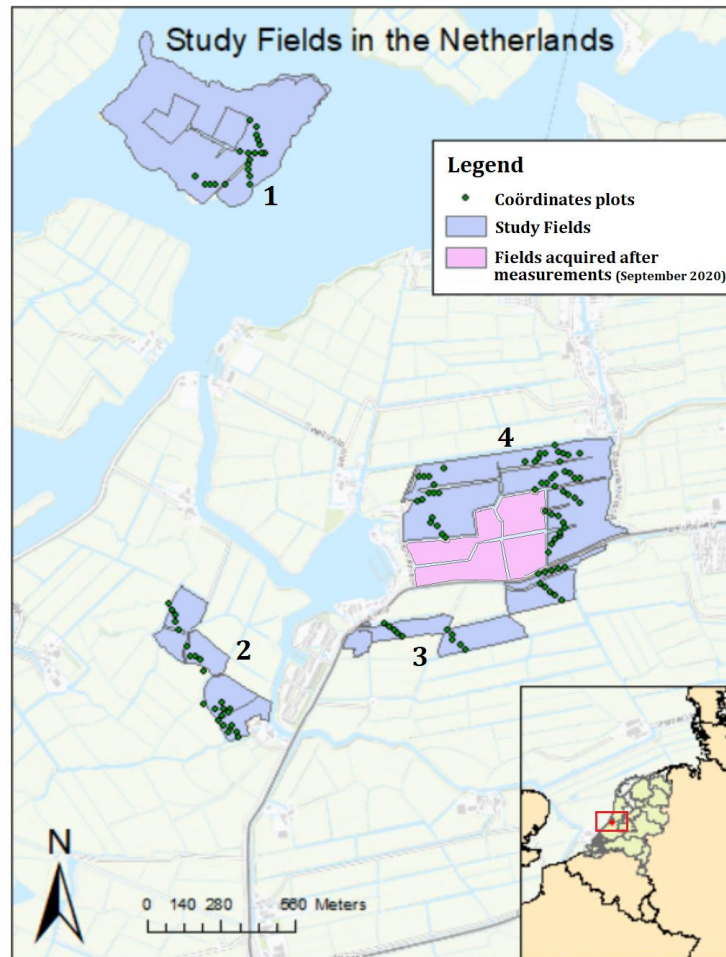 Study Fields in the Netherlands
1
Legend
Coördinates plots
Study Fields
Fields acquired after
measurements (September 2020)
4
2
3
N
0 140 280 560 Meters